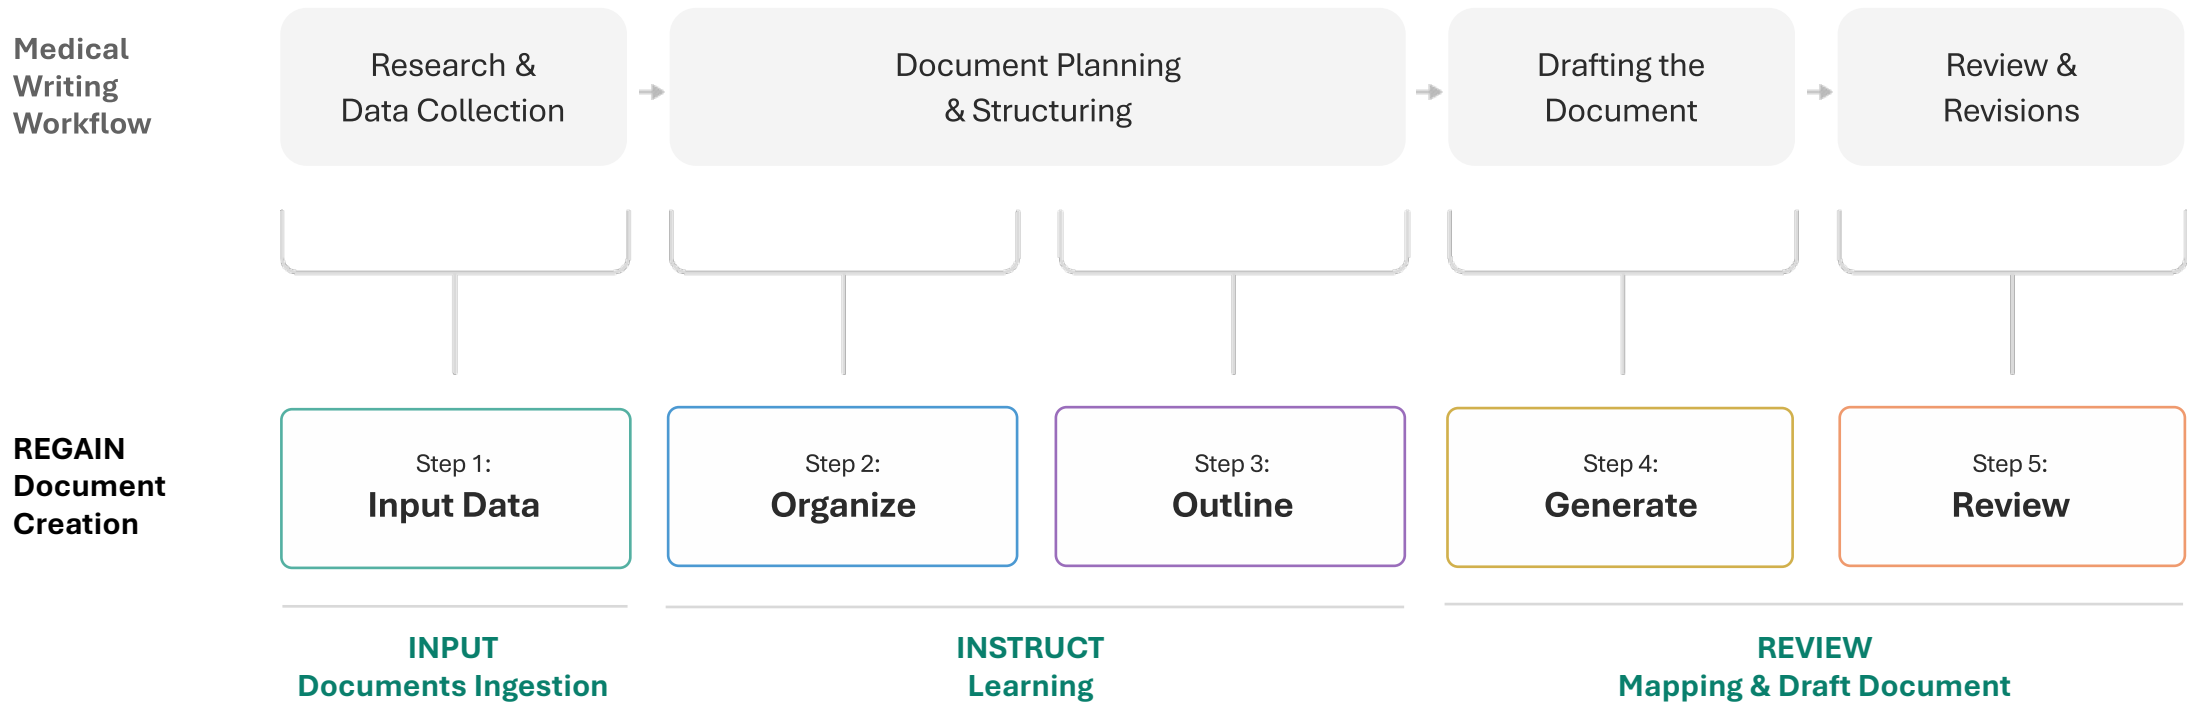 Medical
Writing
Workflow
Research &
Data Collection
Document Planning
& Structuring
Drafting the
Document
Review &
Revisions
REGAIN
Document
Creation
Step 1:
Input Data
Step 2:
Organize
Step 3:
Outline
Step 4:
Generate
Step 5:
Review
INPUT
Documents Ingestion
INSTRUCT
Learning
REVIEW
Mapping & Draft Document